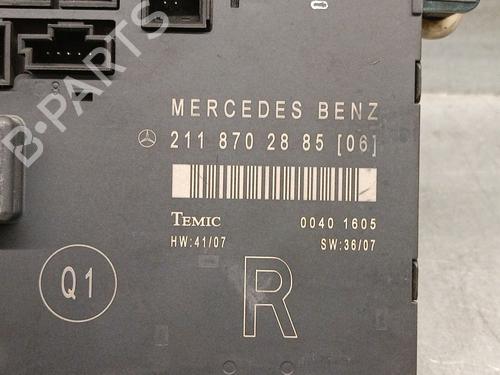 MERCEDES BENZ
211 870 28 85 [06]
TEMIC 0040 1605
HW:41/07 SW:36/07
Q1
R
B-PARTS